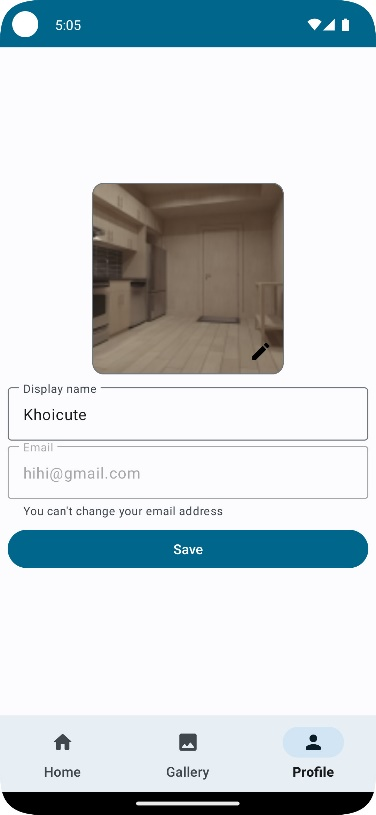 5:05
Display name
Khoicute
Email
hihi@gmail.com
You can't change your email address
Save
Home
Gallery
Profile